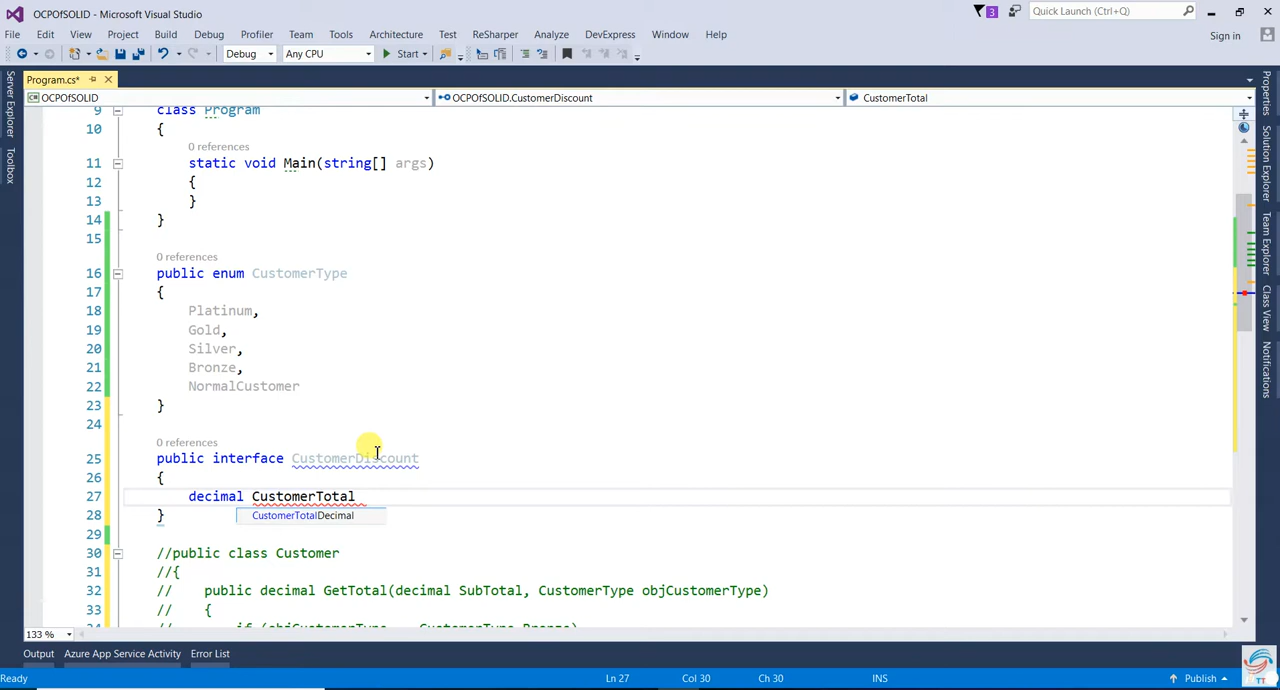 OCPOfSOLID - Microsoft Visual Studio
3
Quick Launch (Ctrl+Q)
File Edit View Project Build Debug Profiler Team Tools Architecture Test ReSharper Analyze DevExpress Window Help
Sign in
Debug Any CPU Start
Program.cs*
OCPOfSOLID OCPOfSOLID.CustomerDiscount CustomerTotal
Server Explorer
Toolbox
Properties
Solution Explorer
Team Explorer
Class View
Notifications
9 class Program
10 {
0 references
11 static void Main(string[] args)
12 {
13 }
14 }
15
0 references
16 public enum CustomerType
17 {
18 Platinum,
19 Gold,
20 Silver,
21 Bronze,
22 NormalCustomer
23 }
24
0 references
25 public interface CustomerDiscount
26 {
27 decimal CustomerTotal
CustomerTotalDecimal
28 }
29
30 //public class Customer
31 //{
32 // public decimal GetTotal(decimal SubTotal, CustomerType objCustomerType)
33 // {
133 %
Output Azure App Service Activity Error List
Ready Ln 27 Col 30 Ch 30 INS Publish